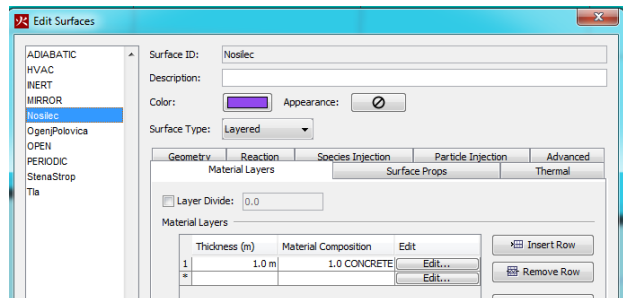 Edit Surfaces
ADIABATIC
HVAC
INERT
MIRROR
Nosilec
OgenjPolovica
OPEN
PERIODIC
StenaStrop
Tla
Surface ID: Nosilec
Description:
Color: Appearance:
Surface Type: Layered
Geometry Reaction Species Injection Particle Injection Advanced
Material Layers Surface Props Thermal
Layer Divide: 0.0
Material Layers
Thickness (m) Material Composition Edit
1 1.0 m 1.0 CONCRETE Edit...
* Edit...
Insert Row
Remove Row